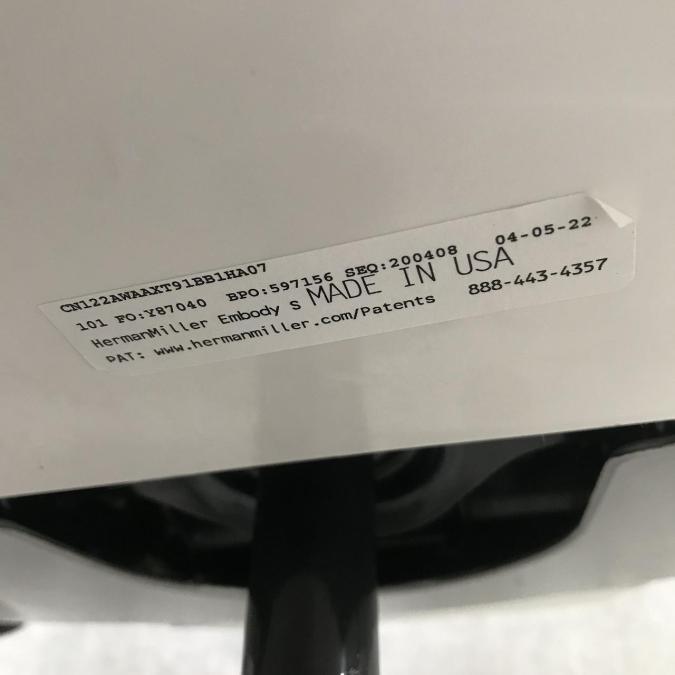 CN122AWAAXT91BB1HA07
101 FO:Y87040 BPO:597156 SEQ:200408 04-05-22
HermanMiller Embody S MADE IN USA
PAT: www.hermanmiller.com/Patents 888-443-4357